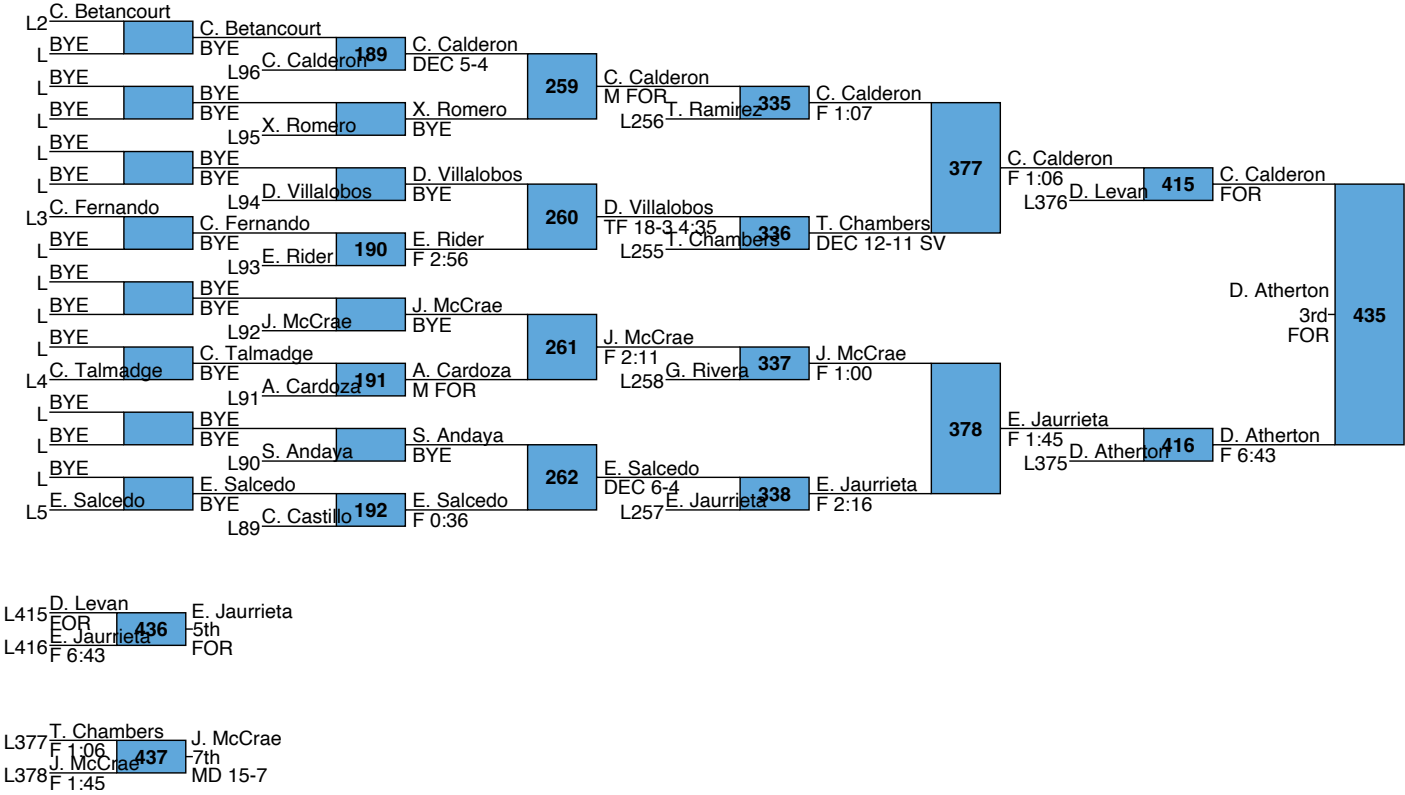 C. Betancourt
L2
BYE
L
C. Betancourt
BYE
BYE
L
BYE
L
BYE
BYE
BYE
L
BYE
L
BYE
BYE
C. Fernando
L3
BYE
L
C. Fernando
BYE
BYE
L
BYE
L
BYE
BYE
BYE
L
C. Talmadge
L4
C. Talmadge
BYE
BYE
L
BYE
L
BYE
BYE
BYE
L
E. Salcedo
L5
E. Salcedo
BYE
L96
C. Calderon
189
C. Calderon
DEC 5-4
L95
X. Romero
X. Romero
BYE
L94
D. Villalobos
D. Villalobos
BYE
L93
E. Rider
190
E. Rider
F 2:56
L92
J. McCrae
J. McCrae
BYE
L91
A. Cardoza
191
A. Cardoza
M FOR
L90
S. Andaya
S. Andaya
BYE
L89
C. Castillo
192
E. Salcedo
F 0:36
259
C. Calderon
M FOR
260
D. Villalobos
TF 18-3 4:35
261
J. McCrae
F 2:11
262
E. Salcedo
DEC 6-4
L256
T. Ramirez
335
C. Calderon
F 1:07
L255
T. Chambers
336
T. Chambers
DEC 12-11 SV
L258
G. Rivera
337
J. McCrae
F 1:00
L257
E. Jaurrieta
338
E. Jaurrieta
F 2:16
377
C. Calderon
F 1:06
378
E. Jaurrieta
F 1:45
L376
D. Levan
415
C. Calderon
FOR
L375
D. Atherton
416
D. Atherton
F 6:43
D. Atherton
3rd
FOR
435
L415
D. Levan
FOR
L416
E. Jaurrieta
F 6:43
436
E. Jaurrieta
5th
FOR
L377
T. Chambers
F 1:06
L378
J. McCrae
F 1:45
437
J. McCrae
7th
MD 15-7